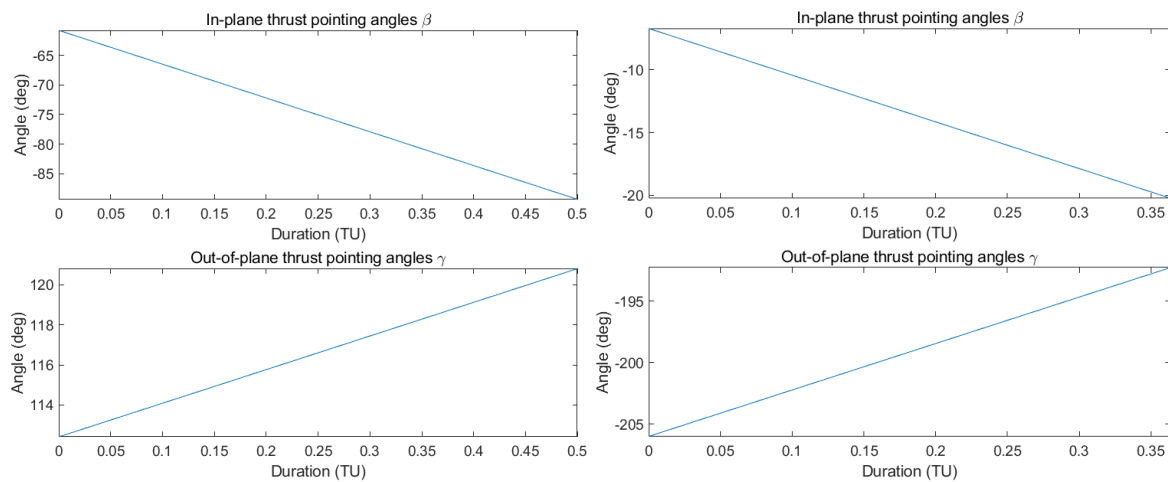 In-plane thrust pointing angles β
Angle (deg)
-65
-70
-75
-80
-85
0 0.05 0.1 0.15 0.2 0.25 0.3 0.35 0.4 0.45 0.5
Duration (TU)
In-plane thrust pointing angles β
Angle (deg)
-10
-15
-20
0 0.05 0.1 0.15 0.2 0.25 0.3 0.35
Duration (TU)
Out-of-plane thrust pointing angles γ
Angle (deg)
120
118
116
114
0 0.05 0.1 0.15 0.2 0.25 0.3 0.35 0.4 0.45 0.5
Duration (TU)
Out-of-plane thrust pointing angles γ
Angle (deg)
-195
-200
-205
0 0.05 0.1 0.15 0.2 0.25 0.3 0.35
Duration (TU)